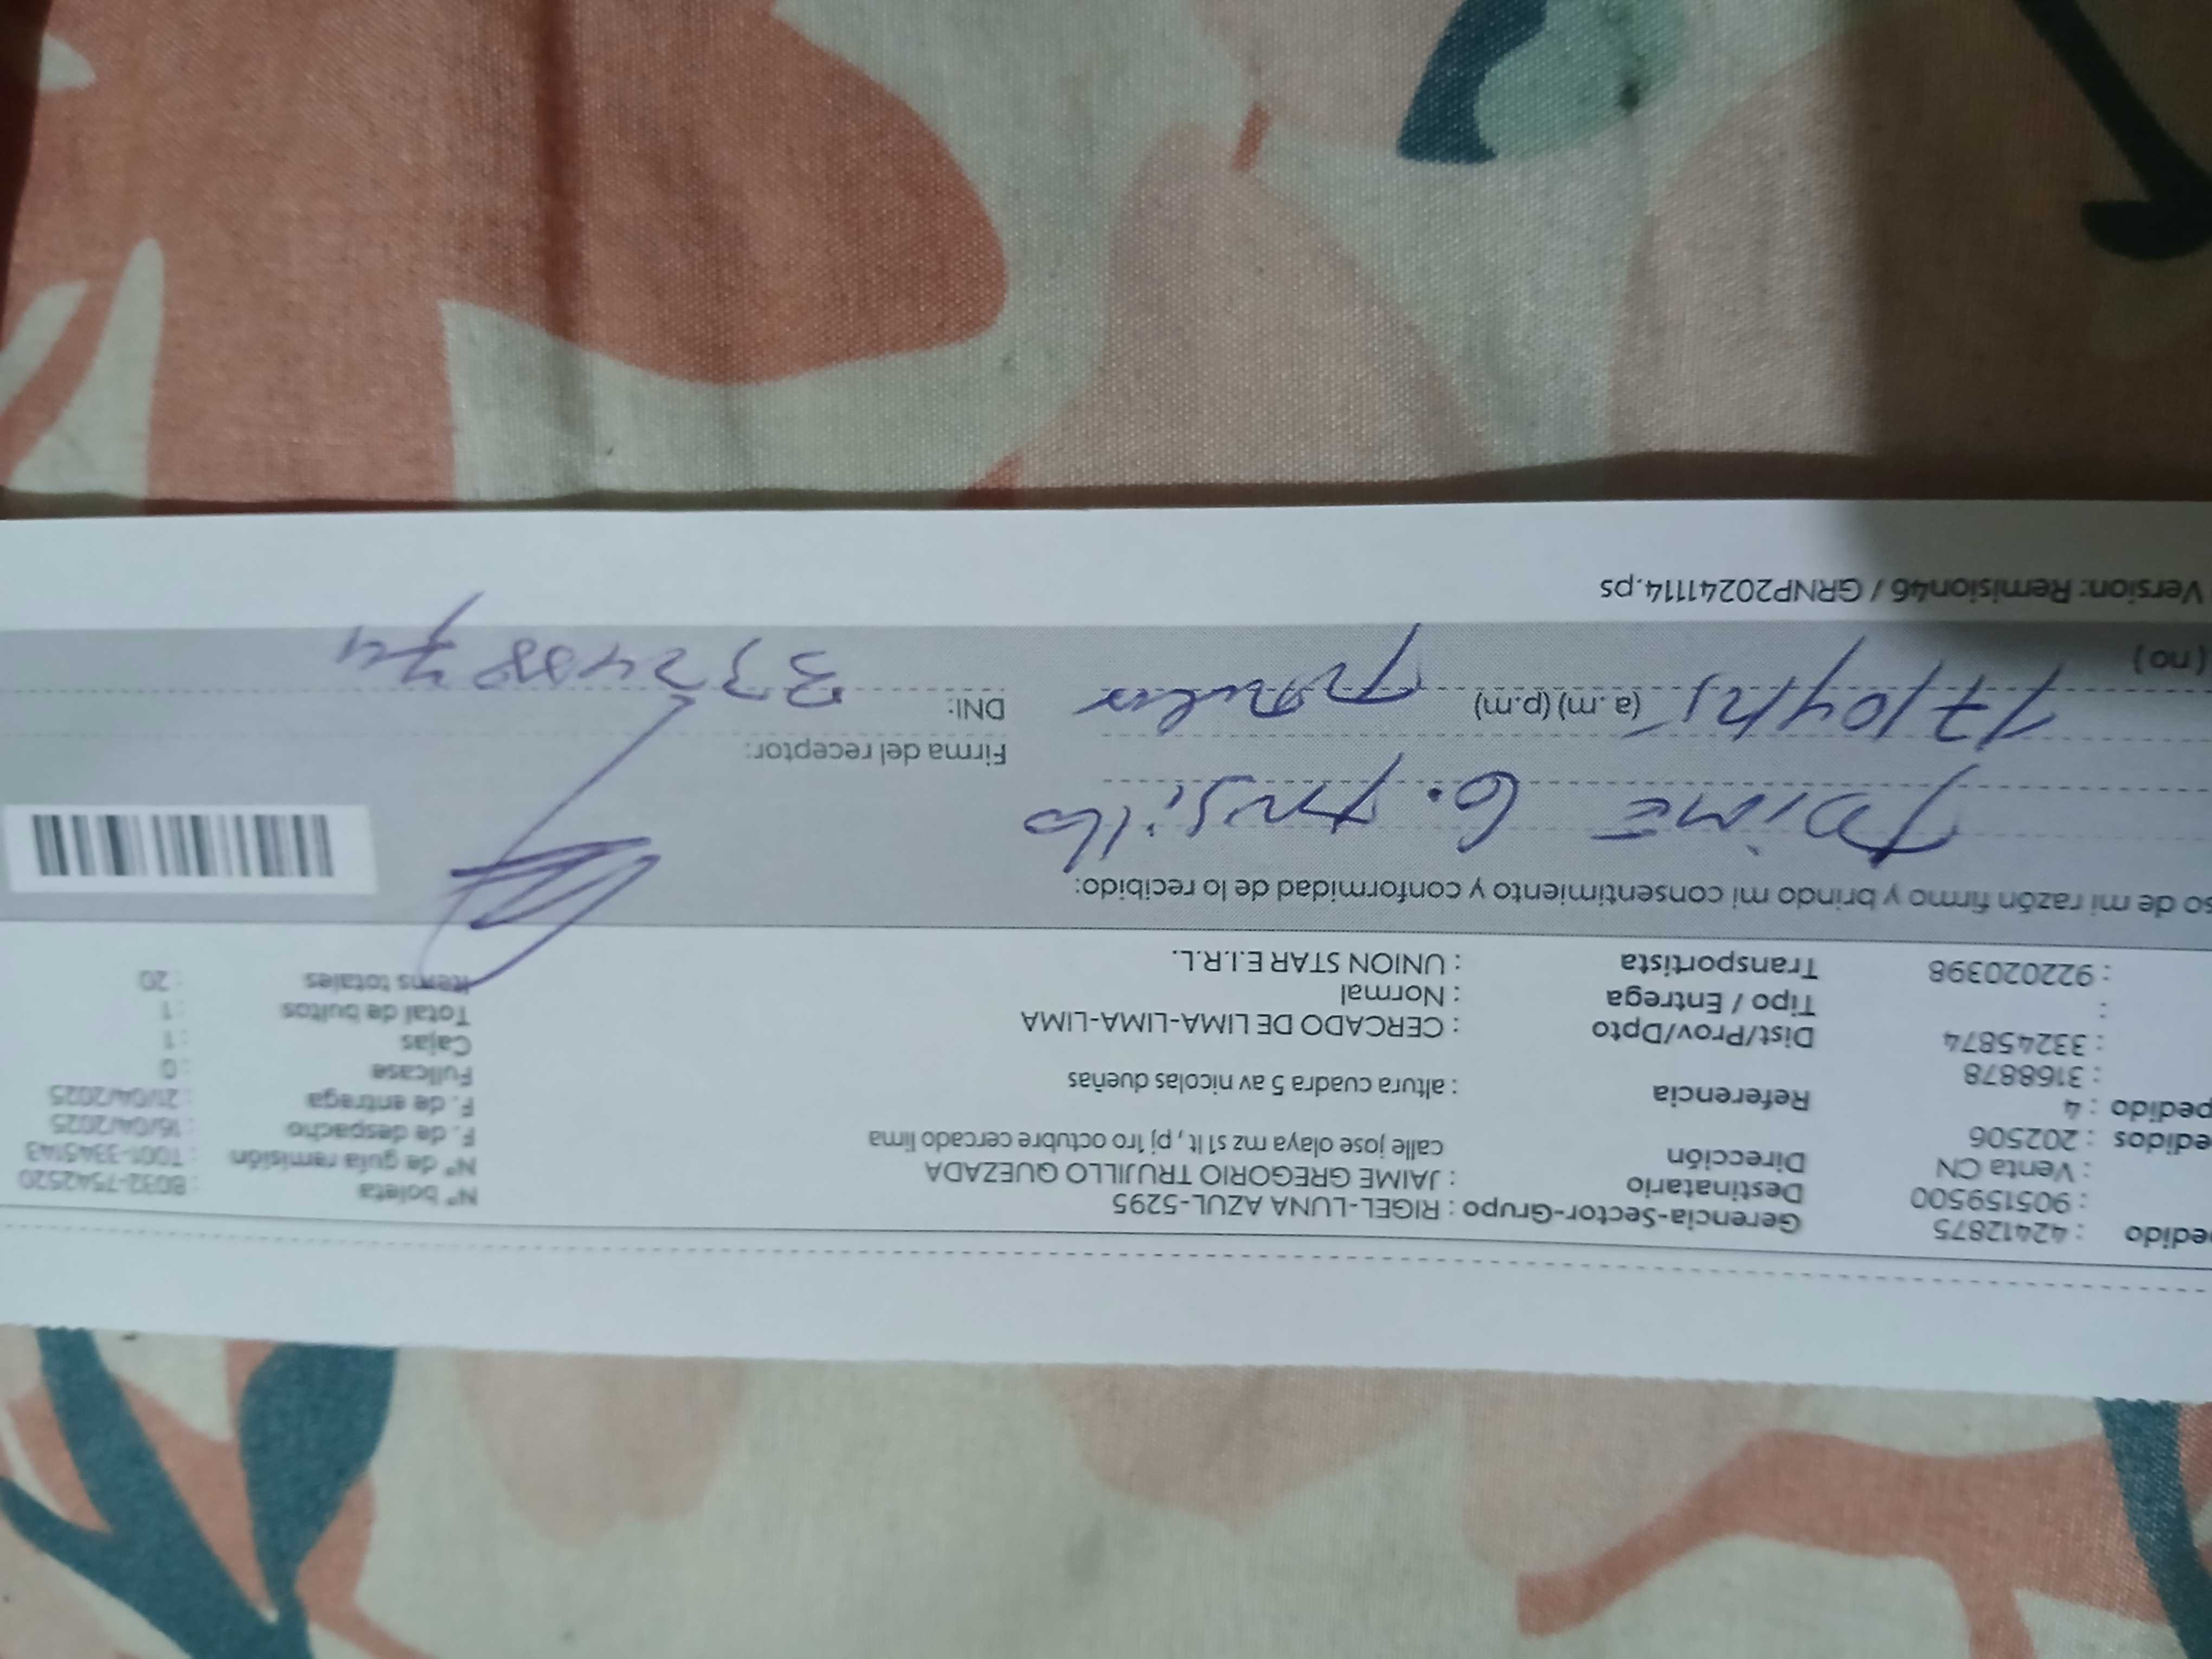 edido : 42412875 Gerencia-Sector-Grupo : RIGEL-LUNA AZUL-5295 Nº boleta : B032-7542520
: 905159500 Destinatario : JAIME GREGORIO TRUJILLO QUEZADA Nº de guía remisión : T001-3345143
: Venta CN Dirección calle jose olaya mz s1 lt , pj 1ro octubre cercado lima F. de despacho : 16/04/2025
edidos : 202506 F. de entrega : 21/04/2025
pedido : 4 Referencia : altura cuadra 5 av nicolas dueñas Fullcase : 0
: 3168878 Cajas : 1
: 33245874 Dist/Prov/Dpto : CERCADO DE LIMA-LIMA-LIMA Total de bultos : 1
: Tipo / Entrega : Normal Items totales : 20
: 922020398 Transportista : UNION STAR E.I.R.L.
so de mi razón firmo y brindo mi consentimiento y conformidad de lo recibido:
Firma del receptor:
17/04/25 (a.m) (p.m) DNI:
(no)
Version: Remision46 / GRNP20241114.ps